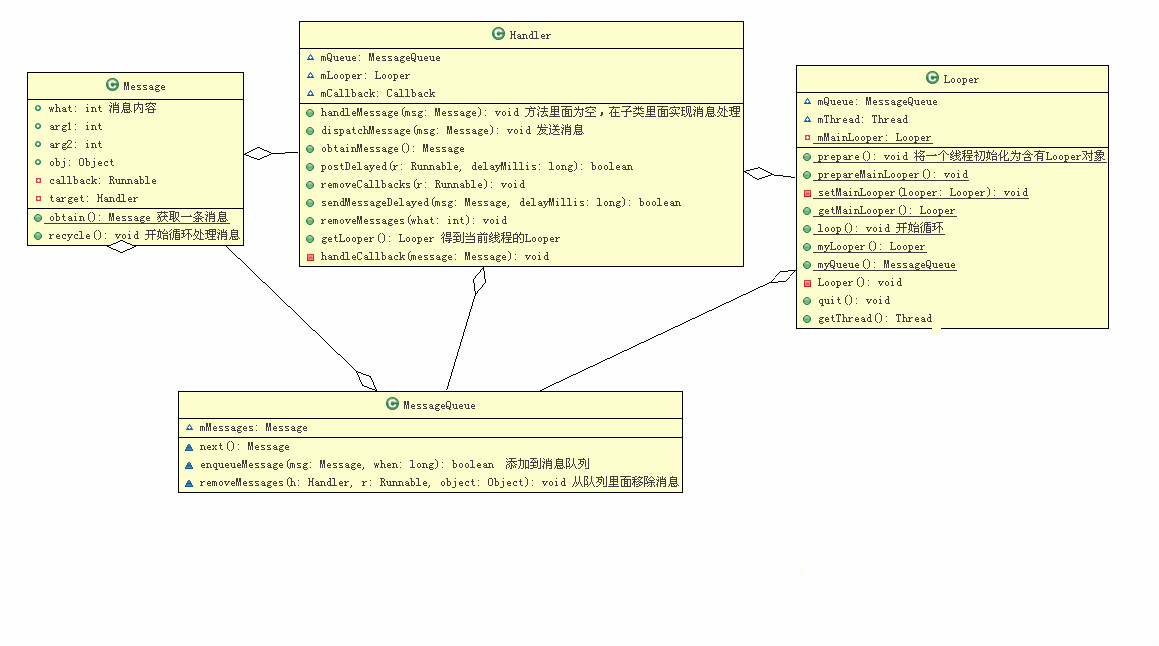 Message
what: int 消息内容
arg1: int
arg2: int
obj: Object
callback: Runnable
target: Handler
obtain(): Message 获取一条消息
recycle(): void 开始循环处理消息
Handler
mQueue: MessageQueue
mLooper: Looper
mCallback: Callback
handleMessage(msg: Message): void 方法里面为空，在子类里面实现消息处理
dispatchMessage(msg: Message): void 发送消息
obtainMessage(): Message
postDelayed(r: Runnable, delayMillis: long): boolean
removeCallbacks(r: Runnable): void
sendMessageDelayed(msg: Message, delayMillis: long): boolean
removeMessages(what: int): void
getLooper(): Looper 得到当前线程的Looper
handleCallback(message: Message): void
Looper
mQueue: MessageQueue
mThread: Thread
mMainLooper: Looper
prepare(): void 将一个线程初始化为含有Looper对象
prepareMainLooper(): void
setMainLooper(looper: Looper): void
getMainLooper(): Looper
loop(): void 开始循环
myLooper(): Looper
myQueue(): MessageQueue
Looper(): void
quit(): void
getThread(): Thread
MessageQueue
mMessages: Message
next(): Message
enqueueMessage(msg: Message, when: long): boolean 添加到消息队列
removeMessages(h: Handler, r: Runnable, object: Object): void 从队列里面移除消息